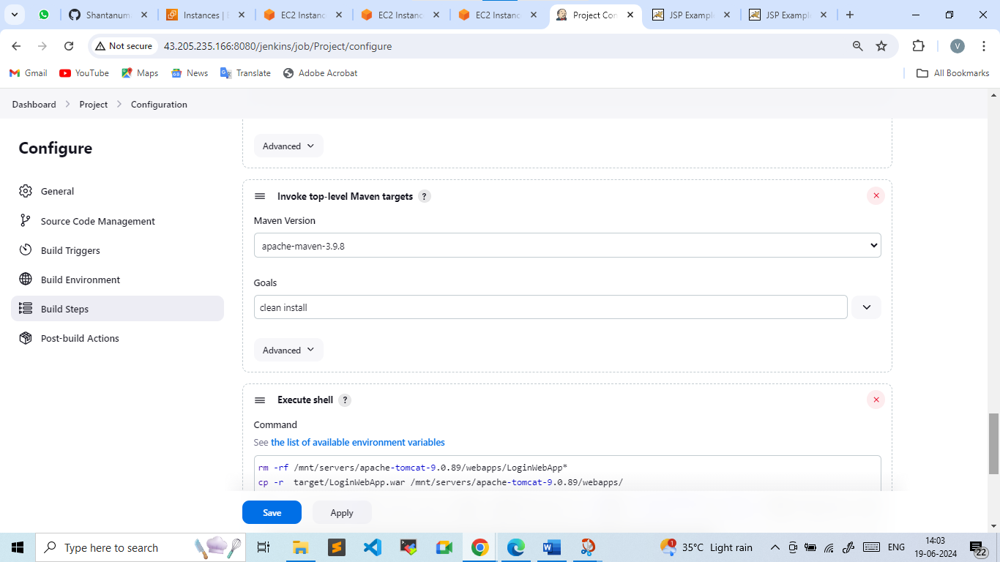 Shantanum
Instances | E
EC2 Instanc
EC2 Instanc
EC2 Instanc
Project Con
JSP Exampl
JSP Exampl
Not secure
43.205.235.166:8080/jenkins/job/Project/configure
V
Gmail
YouTube
Maps
News
Translate
Adobe Acrobat
All Bookmarks
Dashboard
Project
Configuration
Configure
General
Source Code Management
Build Triggers
Build Environment
Build Steps
Post-build Actions
Advanced
Invoke top-level Maven targets ?
Maven Version
apache-maven-3.9.8
Goals
clean install
Advanced
Execute shell ?
Command
See the list of available environment variables
rm -rf /mnt/servers/apache-tomcat-9.0.89/webapps/LoginWebApp*
cp -r  target/LoginWebApp.war /mnt/servers/apache-tomcat-9.0.89/webapps/
Save
Apply
Type here to search
1
35°C Light rain
ENG
14:03
19-06-2024
22